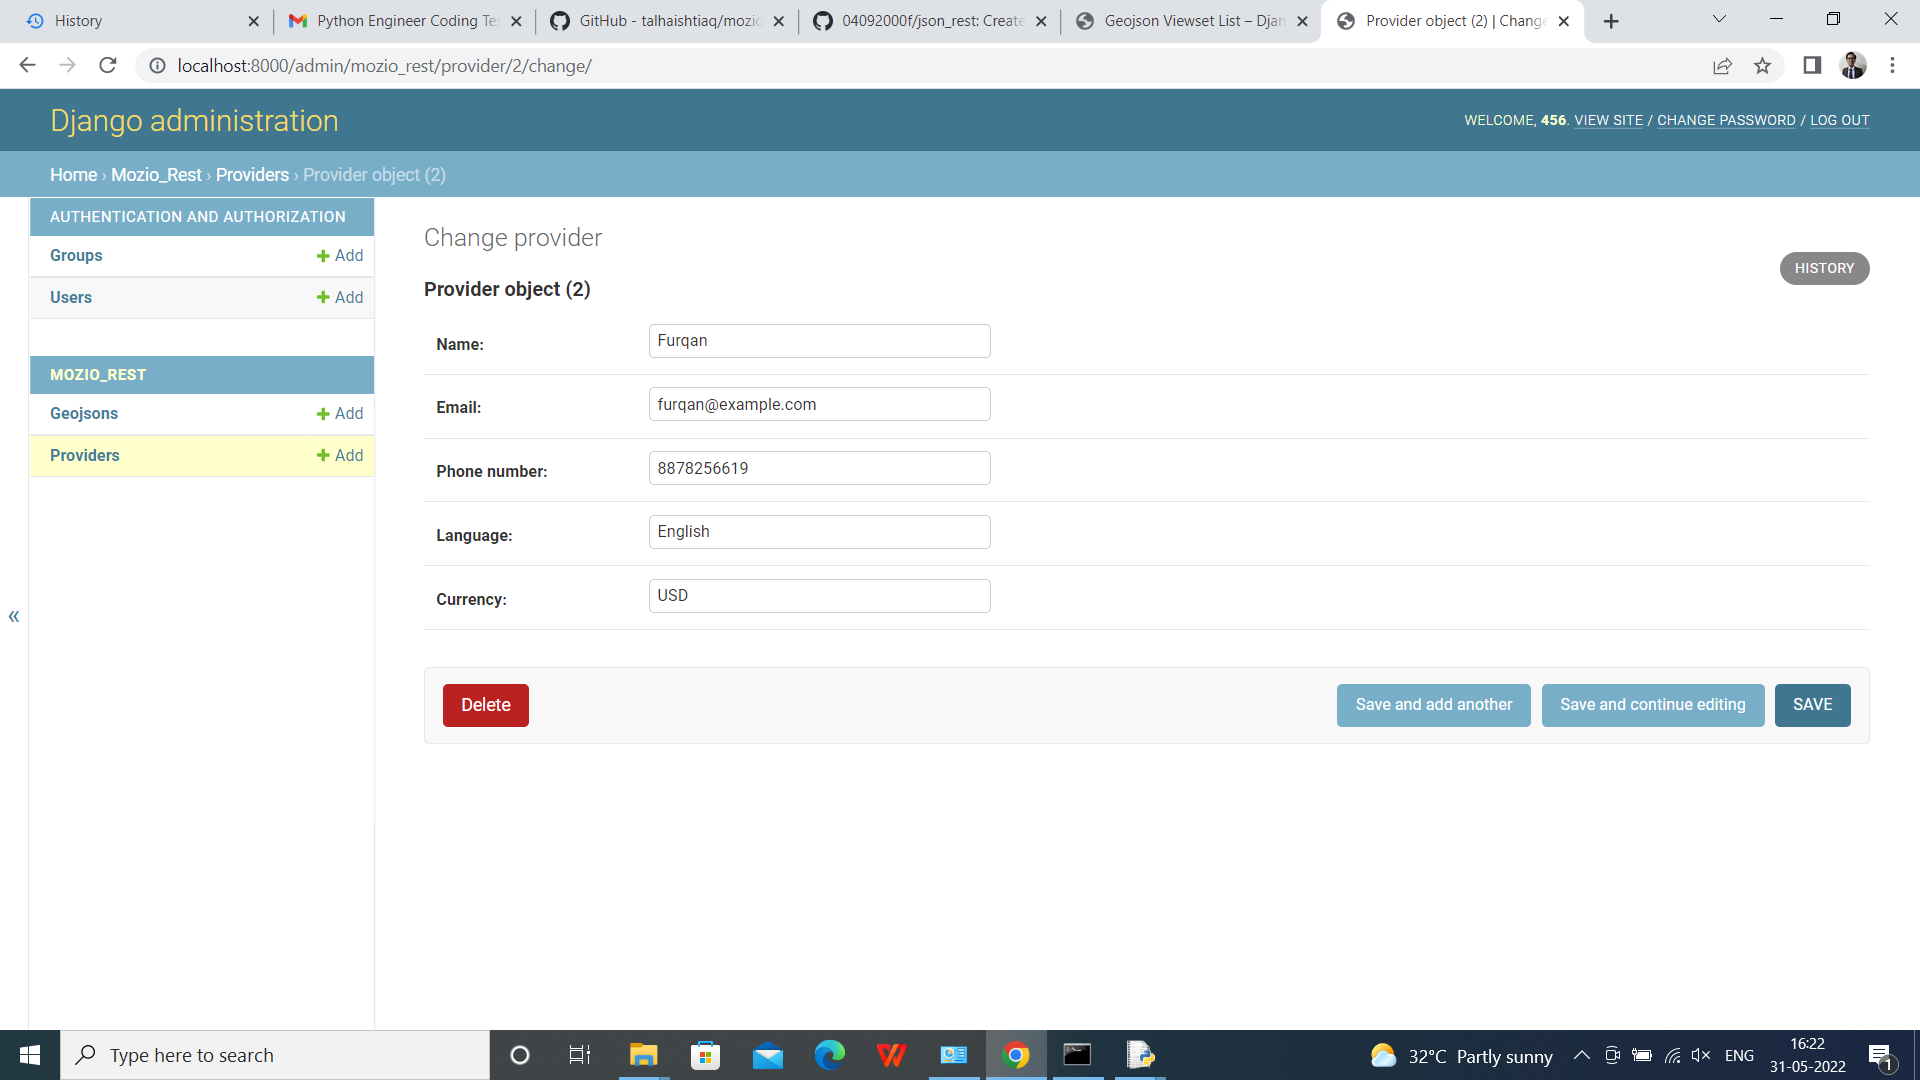 History
Python Engineer Coding Te
GitHub - talhaishtiaq/mozio
04092000f/json_rest: Create
Geojson Viewset List – Djan
Provider object (2) | Change
localhost:8000/admin/mozio_rest/provider/2/change/
Django administration
WELCOME, 456. VIEW SITE / CHANGE PASSWORD / LOG OUT
Home › Mozio_Rest › Providers › Provider object (2)
AUTHENTICATION AND AUTHORIZATION
Groups
Add
Users
Add
MOZIO_REST
Geojsons
Add
Providers
Add
«
Change provider
HISTORY
Provider object (2)
Name:
Furqan
Email:
furqan@example.com
Phone number:
8878256619
Language:
English
Currency:
USD
Delete
Save and add another
Save and continue editing
SAVE
Type here to search
32°C Partly sunny
ENG
16:22
31-05-2022
1